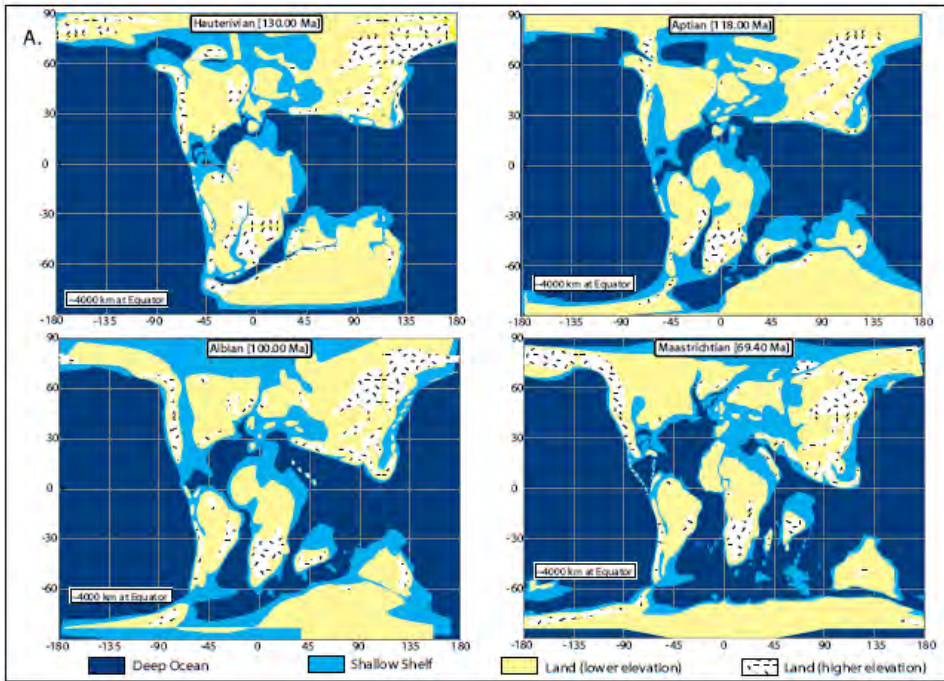 A.
Hauterivian [130.00 Ma]
90
60
30
0
-30
-60
~4000 km at Equator
-180 -135 -90 -45 0 45 90 135 180
Aptian [118.00 Ma]
90
60
30
0
-30
-60
~4000 km at Equator
-180 -135 -90 -45 0 45 90 135 180
Albian [100.00 Ma]
90
60
30
0
-30
-60
~4000 km at Equator
-180 -135 -90 -45 0 45 90 135 180
Maastrichtian [69.40 Ma]
90
60
30
0
-30
-60
~4000 km at Equator
-180 -135 -90 -45 0 45 90 135 180
Deep Ocean Shallow Shelf Land (lower elevation) Land (higher elevation)